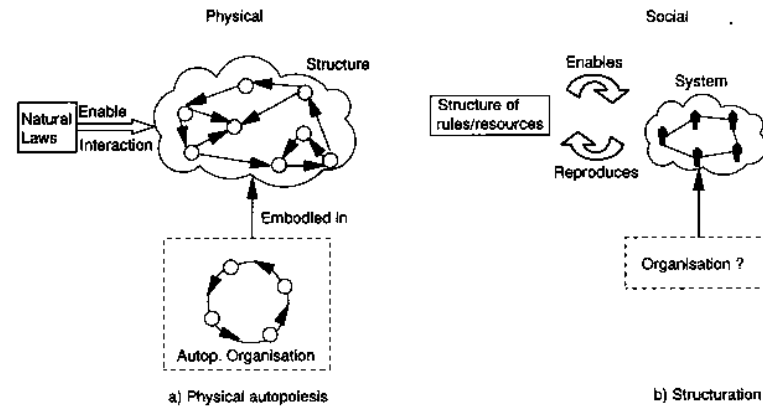 Physical
Social
Structure
Enables
System
Natural
Laws
Enable
Interaction
Structure of
rules/resources
Reproduces
Embodied in
Organisation ?
Autop. Organisation
a) Physical autopoiesis
b) Structuration